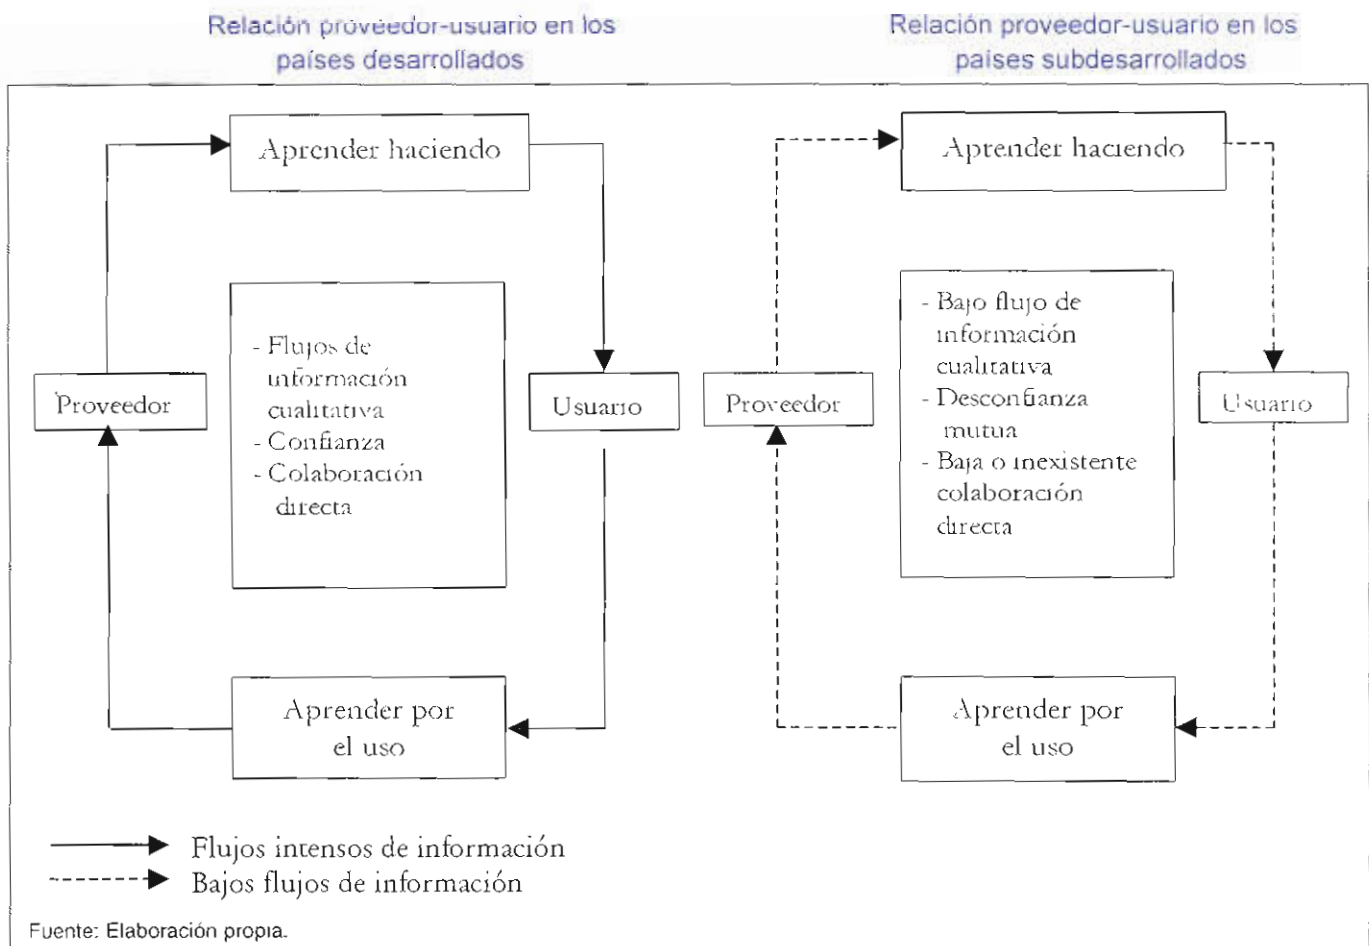 Relación proveedor-usuario en los
países desarrollados
Relación proveedor-usuario en los
países subdesarrollados
Aprender haciendo
- Flujos de
información
cualitativa
- Confianza
- Colaboración
directa
Proveedor
Usuario
Aprender por
el uso
Aprender haciendo
- Bajo flujo de
información
cualitativa
- Desconfianza
mutua
- Baja o inexistente
colaboración
directa
Proveedor
Usuario
Aprender por
el uso
Flujos intensos de información
Bajos flujos de información
Fuente: Elaboración propia.